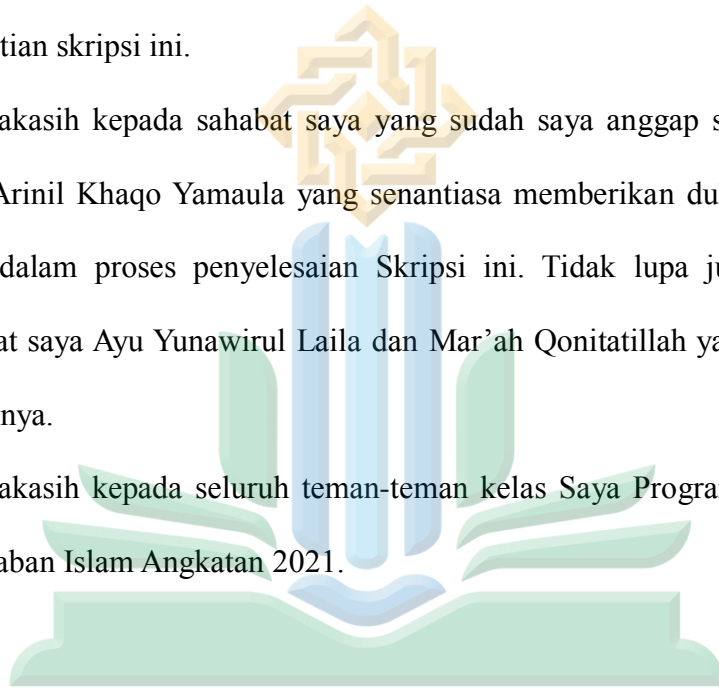 tian skripsi ini.
akasih kepada sahabat saya yang sudah saya anggap s
Arinil Khaqo Yamaula yang senantiasa memberikan du
dalam proses penyelesaian Skripsi ini. Tidak lupa ju
at saya Ayu Yunawirul Laila dan Mar’ah Qonitatillah ya
nya.
akasih kepada seluruh teman-teman kelas Saya Progra
aban Islam Angkatan 2021.